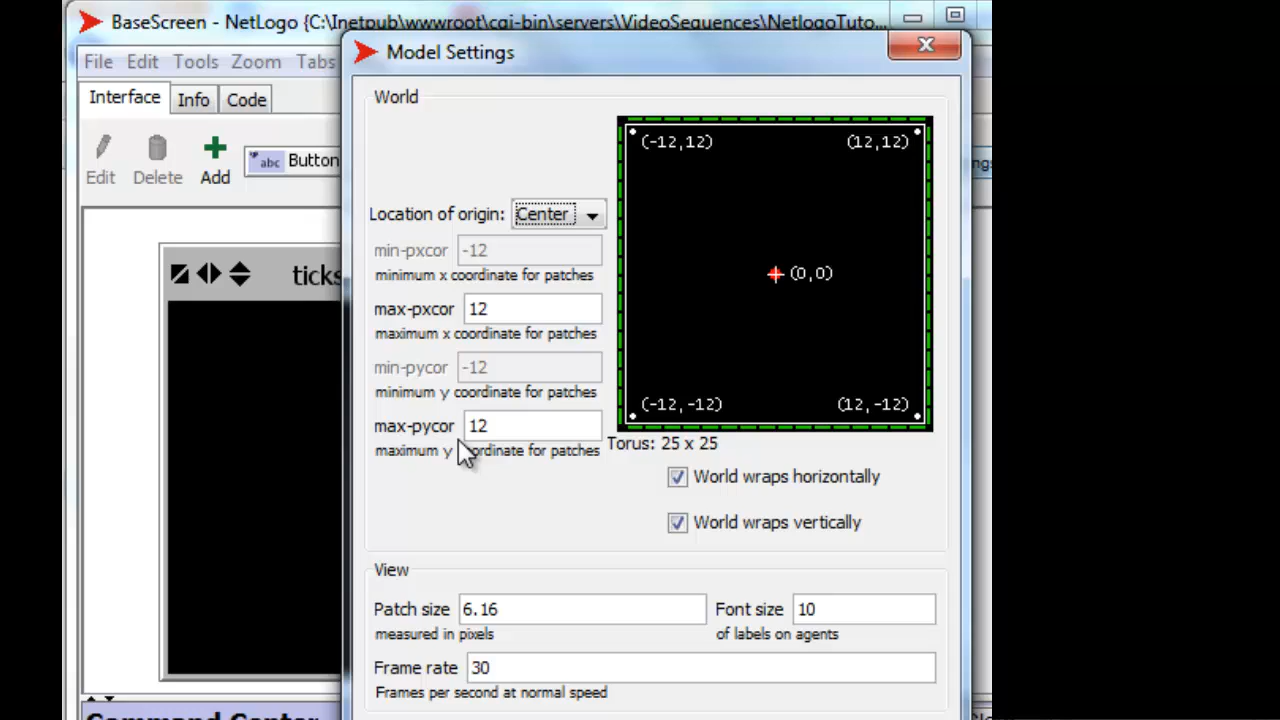 BaseScreen - NetLogo {C:\Inetpub\wwwroot\cgi-bin\servers\VideoSequences\NetlogoTuto...
Model Settings
File Edit Tools Zoom Tabs
Interface Info Code
World
Edit Delete Add abc Button
(-12,12) (12,12)
Location of origin: Center
min-pxcor -12
minimum x coordinate for patches
ticks
(0,0)
max-pxcor 12
maximum x coordinate for patches
min-pycor -12
minimum y coordinate for patches
(-12,-12) (12,-12)
max-pycor 12
maximum y coordinate for patches
Torus: 25 x 25
World wraps horizontally
World wraps vertically
View
Patch size 6.16 Font size 10
measured in pixels of labels on agents
Frame rate 30
Frames per second at normal speed
Command Center